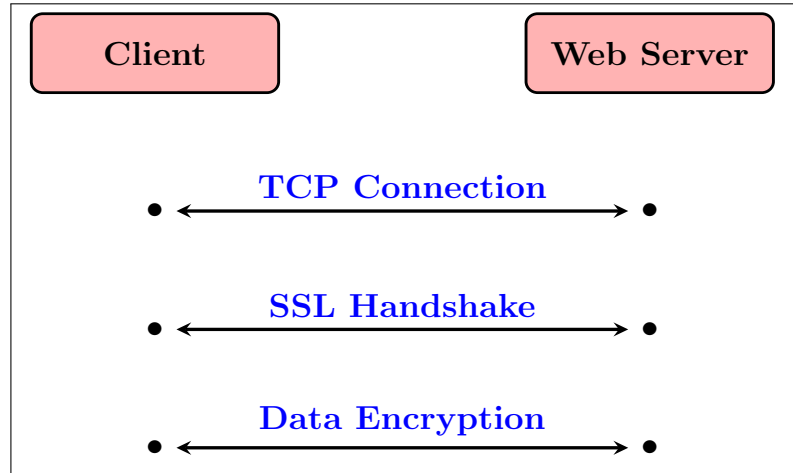 Client
Web Server
TCP Connection
SSL Handshake
Data Encryption